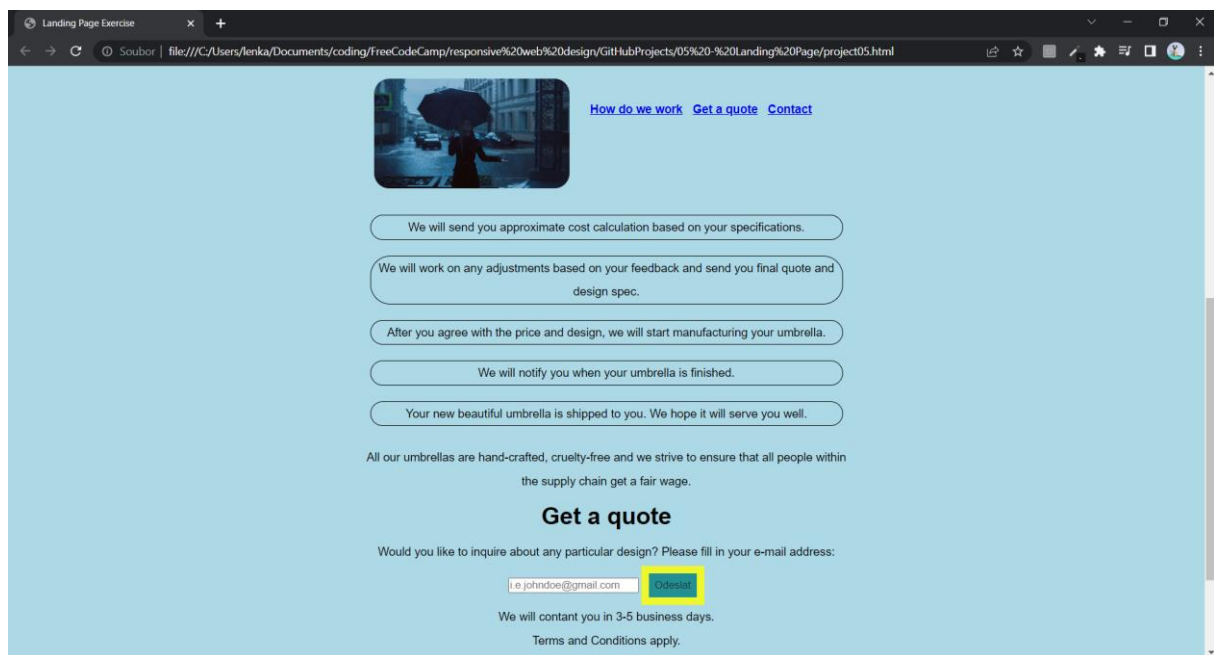 Landing Page Exercise
Soubor | file:///C:/Users/lenka/Documents/coding/FreeCodeCamp/responsive%20web%20design/GitHubProjects/05%20-%20Landing%20Page/project05.html
How do we work Get a quote Contact
We will send you approximate cost calculation based on your specifications.
We will work on any adjustments based on your feedback and send you final quote and
design spec.
After you agree with the price and design, we will start manufacturing your umbrella.
We will notify you when your umbrella is finished.
Your new beautiful umbrella is shipped to you. We hope it will serve you well.
All our umbrellas are hand-crafted, cruelty-free and we strive to ensure that all people within
the supply chain get a fair wage.
Get a quote
Would you like to inquire about any particular design? Please fill in your e-mail address:
i.e.johndoe@gmail.com Odeslat
We will contant you in 3-5 business days.
Terms and Conditions apply.